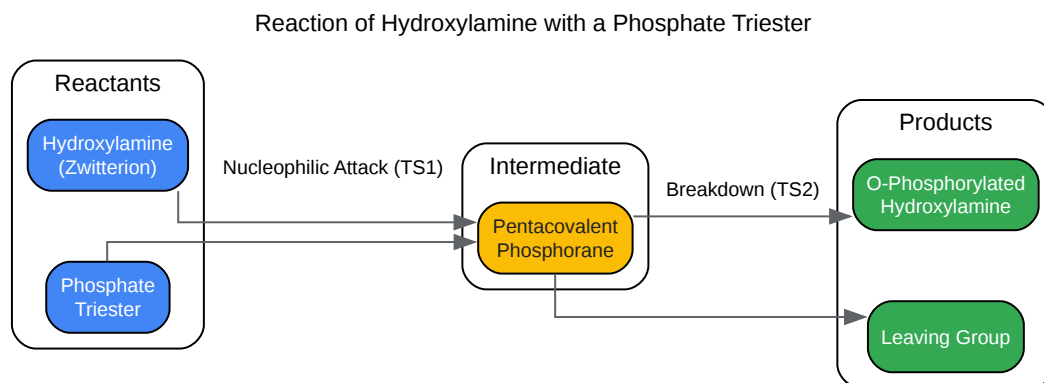 Reaction of Hydroxylamine with a Phosphate Triester
Reactants
Hydroxylamine
(Zwitterion)
Phosphate
Triester
Nucleophilic Attack (TS1)
Intermediate
Pentacovalent
Phosphorane
Breakdown (TS2)
Products
O-Phosphorylated
Hydroxylamine
Leaving Group